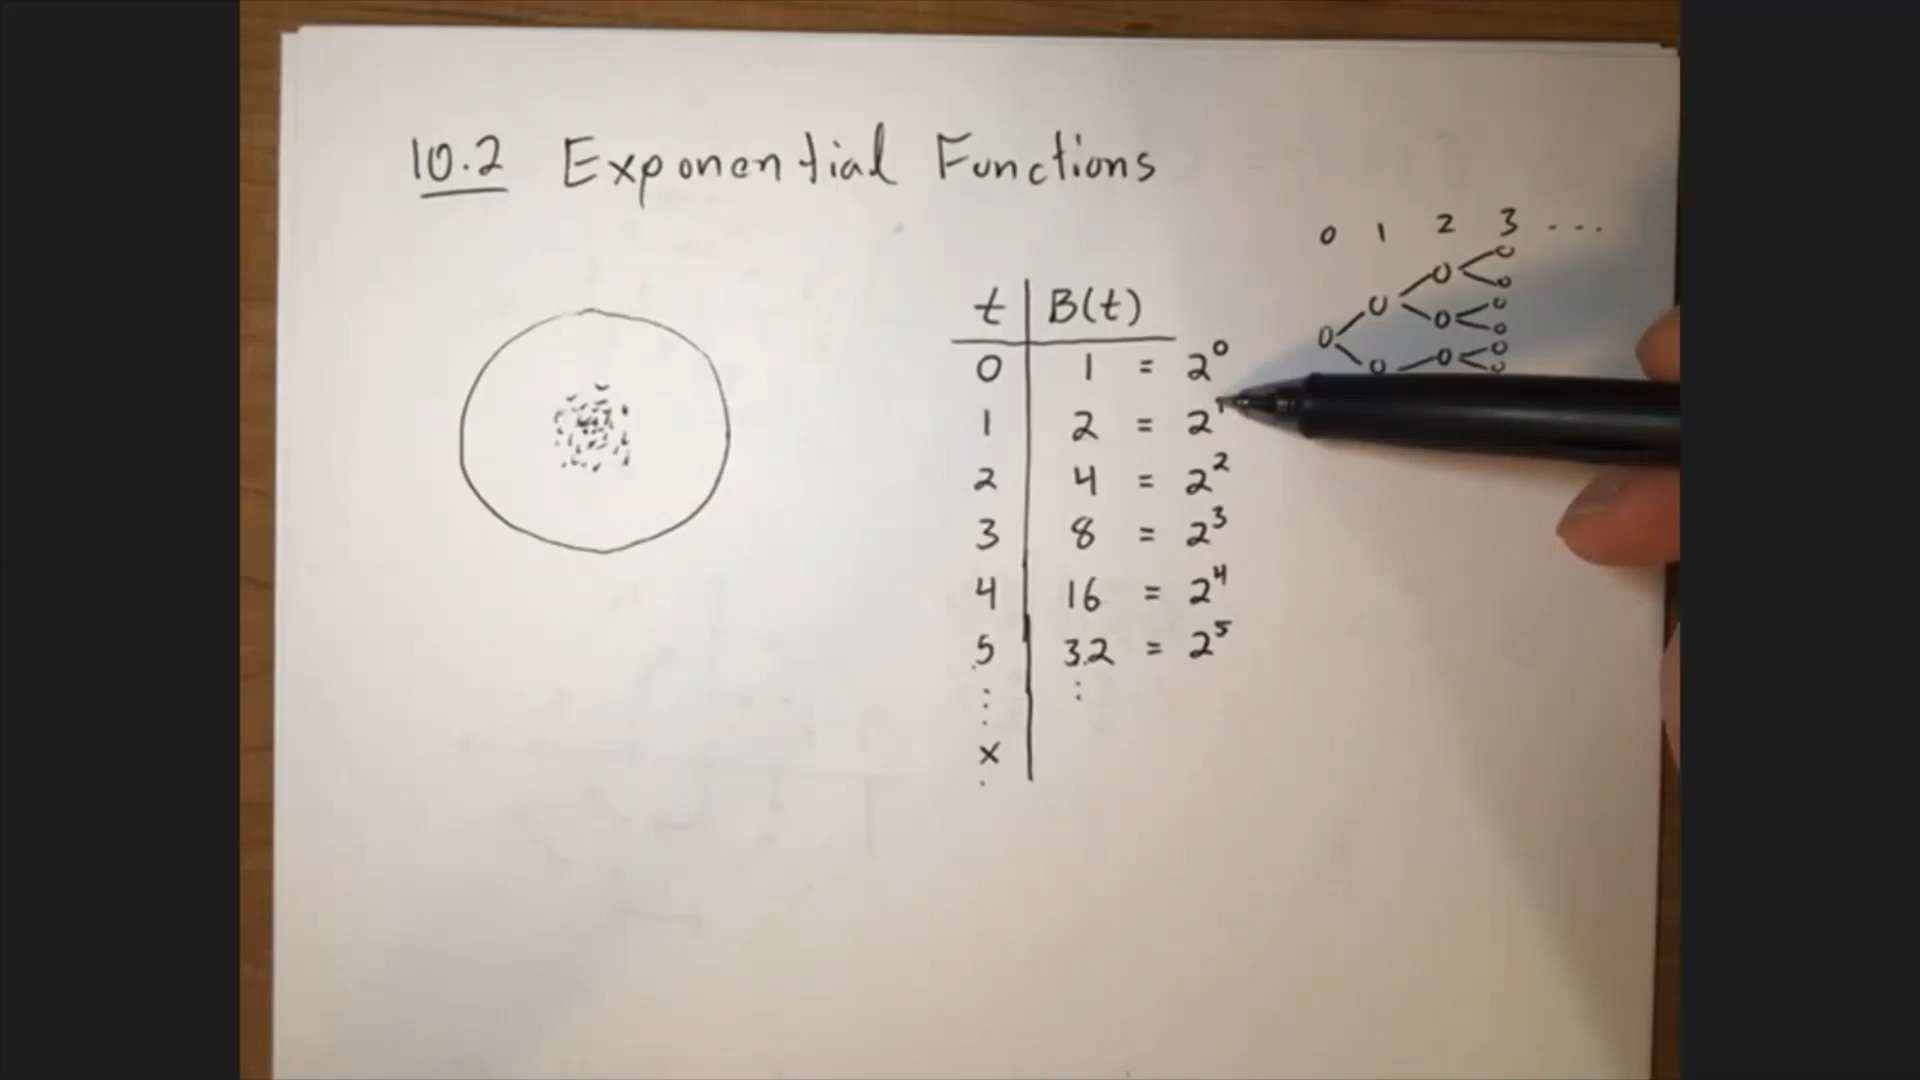 10.2 Exponential Functions
0 1 2 3 ...
t B(t)
0 1 = 2⁰
1 2 = 2¹
2 4 = 2²
3 8 = 2³
4 16 = 2⁴
5 32 = 2⁵
⋮ ⋮
x